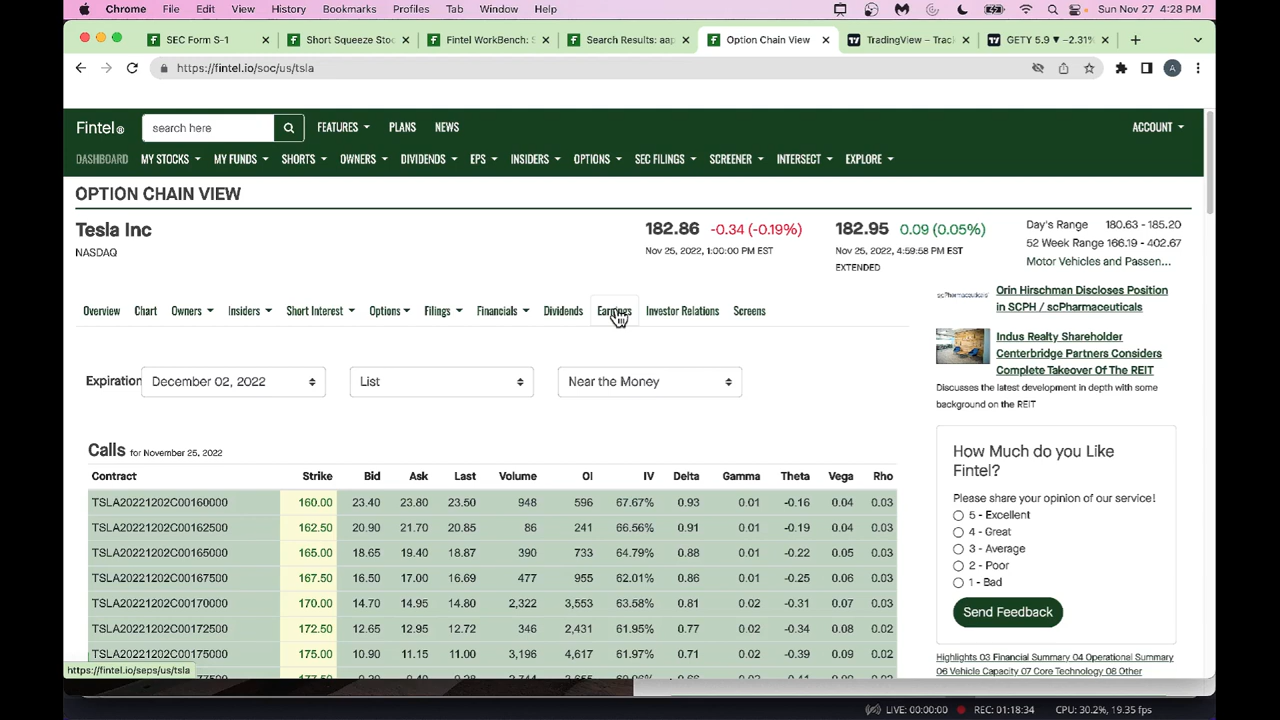 Chrome File Edit View History Bookmarks Profiles Tab Window Help Sun Nov 27 4:28 PM
SEC Form S-1 Short Squeeze Stoc Fintel WorkBench: S Search Results: aap Option Chain View TradingView – Track GETY 5.9 ▼ −2.31%
https://fintel.io/soc/us/tsla
Fintel® search here FEATURES PLANS NEWS ACCOUNT
DASHBOARD MY STOCKS MY FUNDS SHORTS OWNERS DIVIDENDS EPS INSIDERS OPTIONS SEC FILINGS SCREENER INTERSECT EXPLORE
OPTION CHAIN VIEW
Tesla Inc
NASDAQ
182.86 -0.34 (-0.19%)
Nov 25, 2022, 1:00:00 PM EST
182.95 0.09 (0.05%)
Nov 25, 2022, 4:59:58 PM EST
EXTENDED
Day's Range 180.63 - 185.20
52 Week Range 166.19 - 402.67
Motor Vehicles and Passen...
Overview Chart Owners Insiders Short Interest Options Filings Financials Dividends Earnings Investor Relations Screens
Expiration December 02, 2022 List Near the Money
Calls for November 25, 2022
Contract Strike Bid Ask Last Volume OI IV Delta Gamma Theta Vega Rho
TSLA20221202C00160000 160.00 23.40 23.80 23.50 948 596 67.67% 0.93 0.01 -0.16 0.04 0.03
TSLA20221202C00162500 162.50 20.90 21.70 20.85 86 241 66.56% 0.91 0.01 -0.19 0.04 0.03
TSLA20221202C00165000 165.00 18.65 19.40 18.87 390 733 64.79% 0.88 0.01 -0.22 0.05 0.03
TSLA20221202C00167500 167.50 16.50 17.00 16.69 477 955 62.01% 0.86 0.01 -0.25 0.06 0.03
TSLA20221202C00170000 170.00 14.70 14.95 14.80 2,322 3,553 63.58% 0.81 0.02 -0.31 0.07 0.03
TSLA20221202C00172500 172.50 12.65 12.95 12.72 346 2,431 61.95% 0.77 0.02 -0.34 0.08 0.02
TSLA20221202C00175000 175.00 10.90 11.15 11.00 3,196 4,617 61.97% 0.71 0.02 -0.39 0.09 0.02
https://fintel.io/seps/us/tsla
scPharmaceuticals
Orin Hirschman Discloses Position
in SCPH / scPharmaceuticals
Indus Realty Shareholder
Centerbridge Partners Considers
Complete Takeover Of The REIT
Discusses the latest development in depth with some
background on the REIT
How Much do you Like
Fintel?
Please share your opinion of our service!
5 - Excellent
4 - Great
3 - Average
2 - Poor
1 - Bad
Send Feedback
Highlights 03 Financial Summary 04 Operational Summary
06 Vehicle Capacity 07 Core Technology 08 Other
LIVE: 00:00:00 REC: 01:18:34 CPU: 30.2%, 19.35 fps